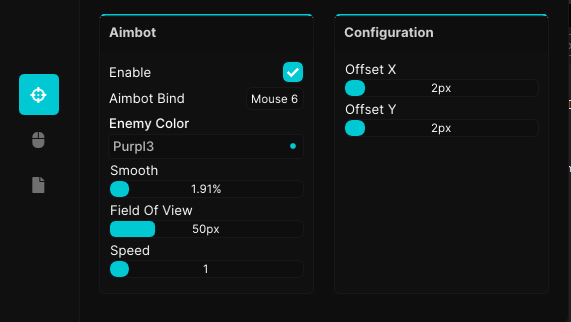 Aimbot
Enable
Aimbot Bind
Mouse 6
Enemy Color
Purpl3
Smooth
1.91%
Field Of View
50px
Speed
1
Configuration
Offset X
2px
Offset Y
2px